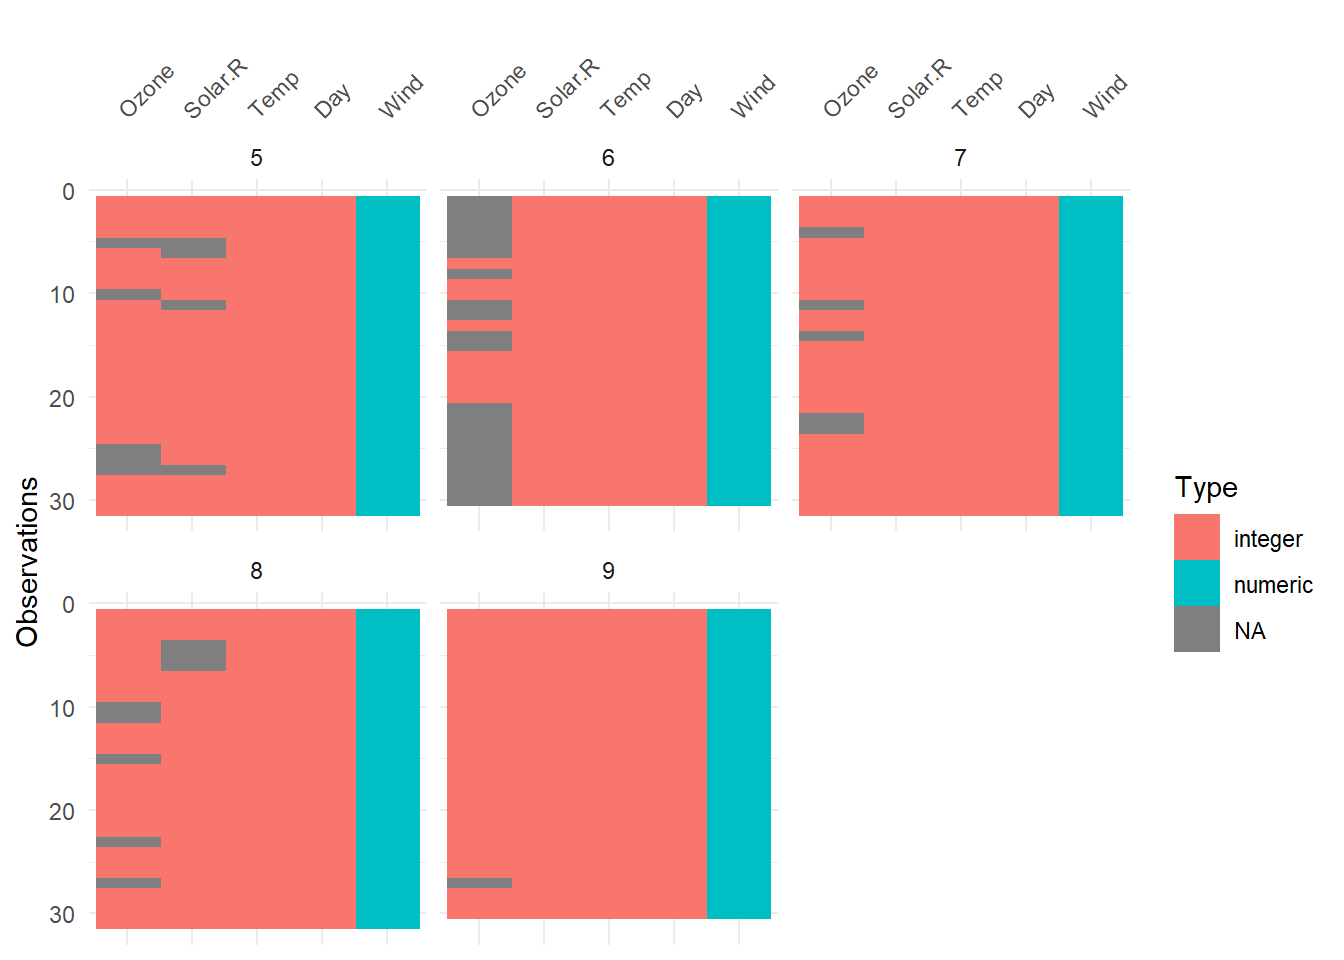 Ozone Solar.R Temp Day Wind Ozone Solar.R Temp Day Wind Ozone Solar.R Temp Day Wind
5 6 7
0
10
20
30
Observations
Type
integer
numeric
NA
8 9
0
10
20
30